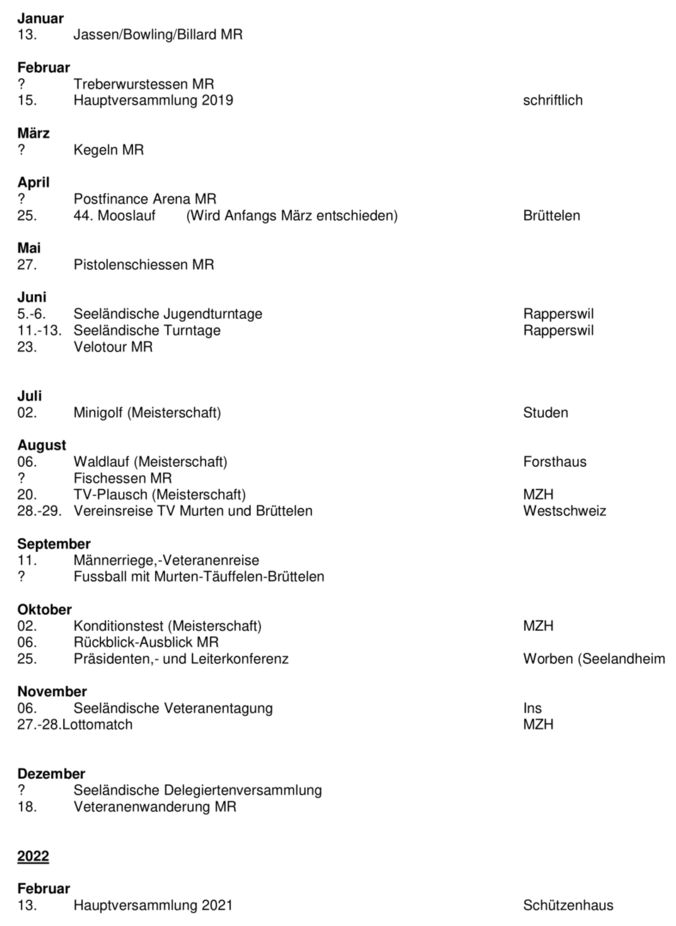 Januar
13. Jassen/Bowling/Billard MR
Februar
? Treberwurstessen MR
15. Hauptversammlung 2019 schriftlich
März
? Kegeln MR
April
? Postfinance Arena MR
25. 44. Mooslauf (Wird Anfangs März entschieden) Brüttelen
Mai
27. Pistolenschiessen MR
Juni
5.-6. Seeländische Jugendturntage Rapperswil
11.-13. Seeländische Turntage Rapperswil
23. Velotour MR
Juli
02. Minigolf (Meisterschaft) Studen
August
06. Waldlauf (Meisterschaft) Forsthaus
? Fischessen MR
20. TV-Plausch (Meisterschaft) MZH
28.-29. Vereinsreise TV Murten und Brüttelen Westschweiz
September
11. Männerriege,-Veteranenreise
? Fussball mit Murten-Täuffelen-Brüttelen
Oktober
02. Konditionstest (Meisterschaft) MZH
06. Rückblick-Ausblick MR
25. Präsidenten,- und Leiterkonferenz Worben (Seelandheim
November
06. Seeländische Veteranentagung Ins
27.-28.Lottomatch MZH
Dezember
? Seeländische Delegiertenversammlung
18. Veteranenwanderung MR
2022
Februar
13. Hauptversammlung 2021 Schützenhaus